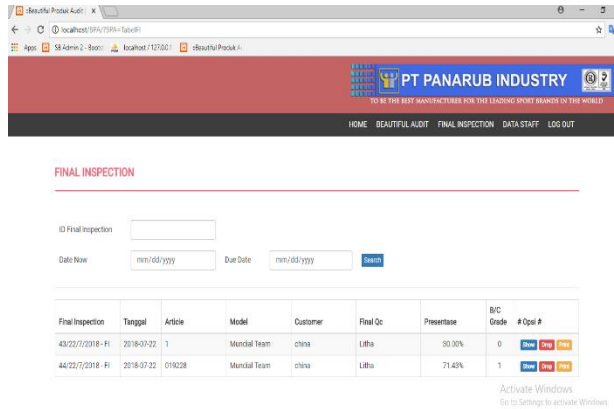 eBeautiful Produk Audit
localhost/BPA/?SPA=TabelFI
Apps SB Admin 2 - Boots localhost / 127.0.0.1 eBeautiful Produk A
PT PANARUB INDUSTRY
TO BE THE BEST MANUFACTURER FOR THE LEADING SPORT BRANDS IN THE WORLD
HOME BEAUTIFUL AUDIT FINAL INSPECTION DATA STAFF LOG OUT
FINAL INSPECTION
ID Final Inspection
Date Now mm/dd/yyyy Due Date mm/dd/yyyy Search
Final Inspection Tanggal Article Model Customer Final Qc Presentase B/C Grade # Opsi #
43/22/7/2018 - FI 2018-07-22 1 Mundial Team china Litha 30.00% 0 Show Drop Print
44/22/7/2018 - FI 2018-07-22 019228 Mundial Team china Litha 71.43% 1 Show Drop Print
Activate Windows
Go to Settings to activate Windows.